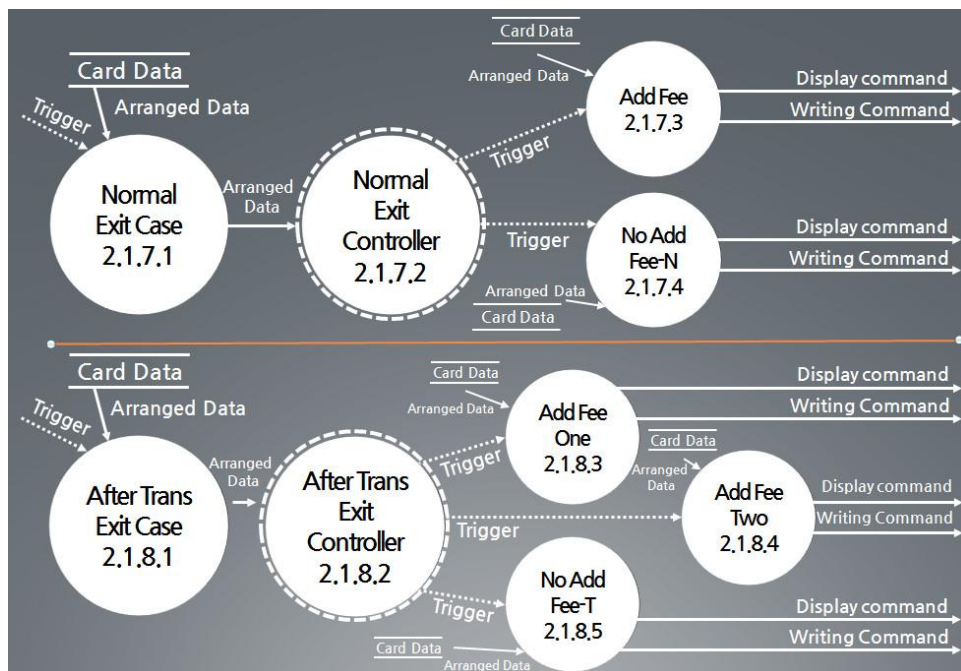 Card Data
Trigger
Arranged Data
Normal
Exit Case
2.1.7.1
Arranged
Data
Normal
Exit
Controller
2.1.7.2
Card Data
Arranged Data
Trigger
Add Fee
2.1.7.3
Display command
Writing Command
Trigger
No Add
Fee-N
2.1.7.4
Arranged Data
Card Data
Display command
Writing Command
Card Data
Trigger
Arranged Data
After Trans
Exit Case
2.1.8.1
Arranged
Data
After Trans
Exit
Controller
2.1.8.2
Card Data
Arranged Data
Trigger
Add Fee
One
2.1.8.3
Display command
Writing Command
Trigger
Card Data
Arranged
Data
Add Fee
Two
2.1.8.4
Display command
Writing Command
Trigger
No Add
Fee-T
2.1.8.5
Card Data
Arranged Data
Display command
Writing Command